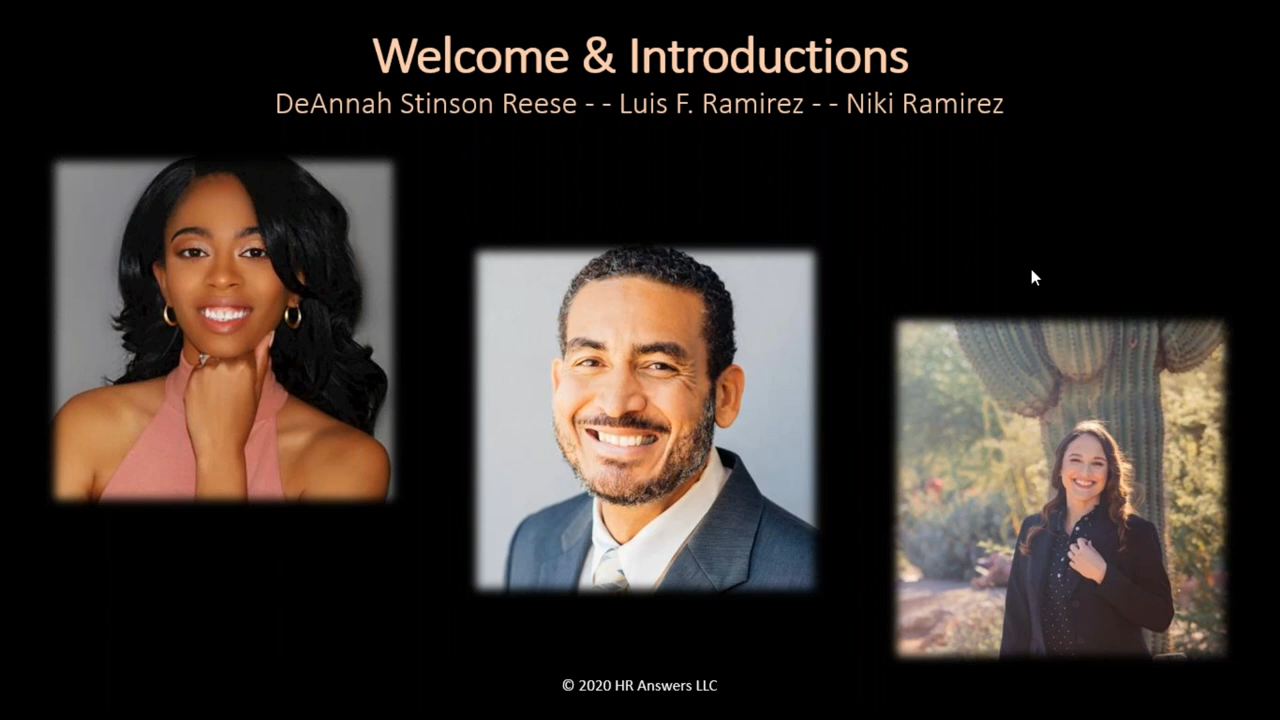 Welcome & Introductions
DeAnnah Stinson Reese - - Luis F. Ramirez - - Niki Ramirez
© 2020 HR Answers LLC